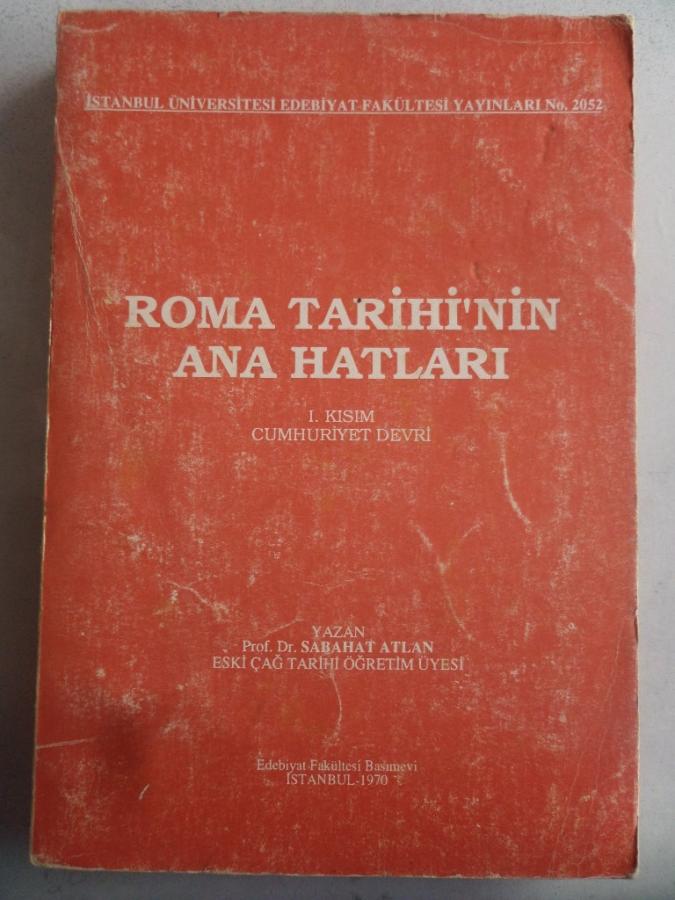 İSTANBUL ÜNİVERSİTESİ EDEBİYAT FAKÜLTESİ YAYINLARI No. 2052
ROMA TARİHİ'NİN
ANA HATLARI
I. KISIM
CUMHURİYET DEVRİ
YAZAN
Prof. Dr. SABAHAT ATLAN
ESKİ ÇAĞ TARİHİ ÖĞRETİM ÜYESİ
Edebiyat Fakültesi Basımevi
İSTANBUL-1970